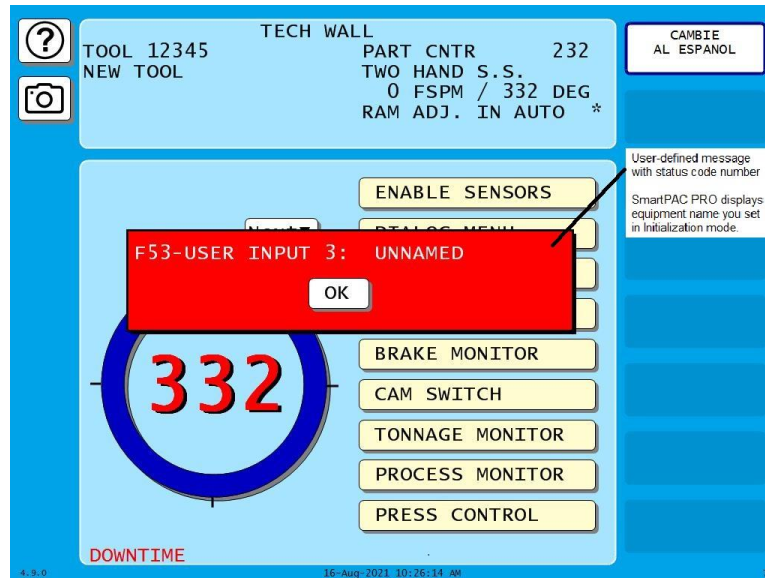 ?
TECH WALL
TOOL 12345
NEW TOOL
PART CNTR 232
TWO HAND S.S.
0 FSPM / 332 DEG
RAM ADJ. IN AUTO *
CAMBIE
AL ESPANOL
User-defined message
with status code number
SmartPAC PRO displays
equipment name you set
in Initialization mode.
ENABLE SENSORS
F53-USER INPUT 3: UNNAMED
OK
332
BRAKE MONITOR
CAM SWITCH
TONNAGE MONITOR
PROCESS MONITOR
PRESS CONTROL
DOWNTIME
4.9.0
16-Aug-2021 10:26:14 AM